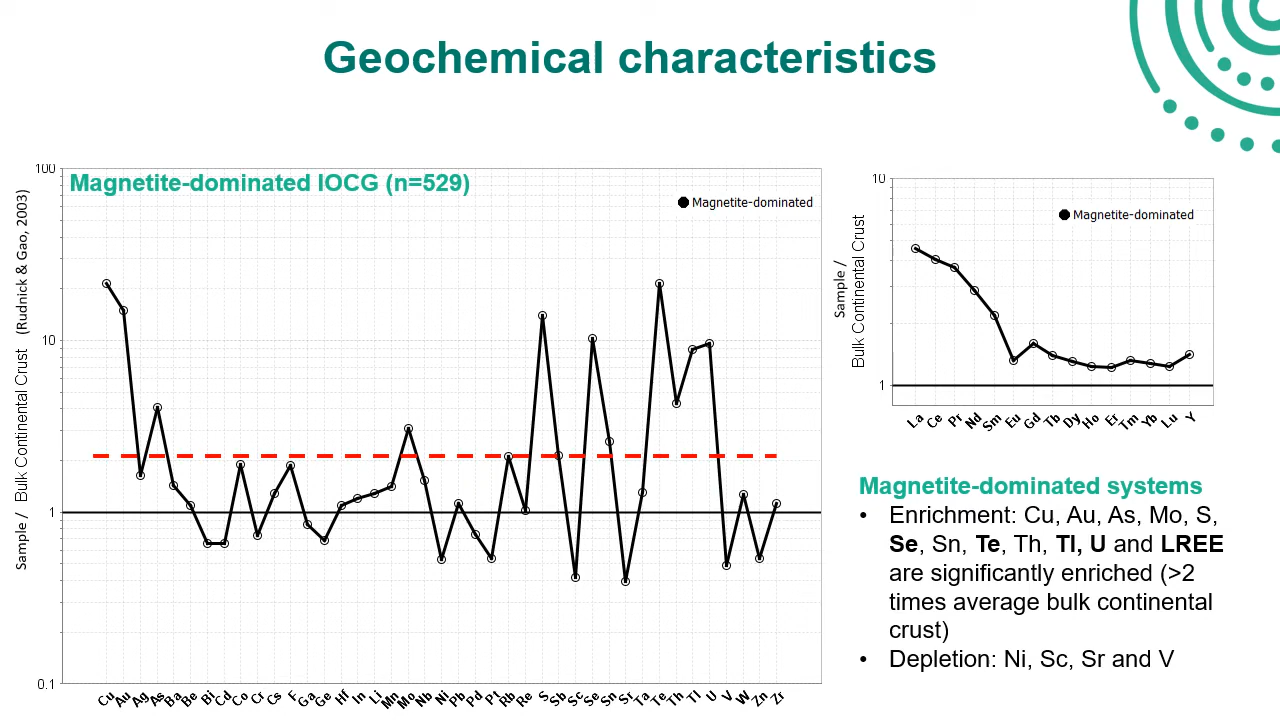 Geochemical characteristics
100
Magnetite-dominated IOCG (n=529)
Magnetite-dominated
10
1
0.1
Sample / Bulk Continental Crust (Rudnick & Gao, 2003)
Cu Au Ag As Ba Be Bi Cd Co Cr Cs F Ga Ge Hf In Li Mn Mo Nb Ni Pb Pd Pt Rb Re S Sb Sc Se Sn Sr Ta Te Th Tl U V W Zn Zr
10
Magnetite-dominated
1
Sample /
Bulk Continental Crust
La Ce Pr Nd Sm Eu Gd Tb Dy Ho Er Tm Yb Lu Y
Magnetite-dominated systems
• Enrichment: Cu, Au, As, Mo, S,
Se, Sn, Te, Th, Tl, U and LREE
are significantly enriched (>2
times average bulk continental
crust)
• Depletion: Ni, Sc, Sr and V